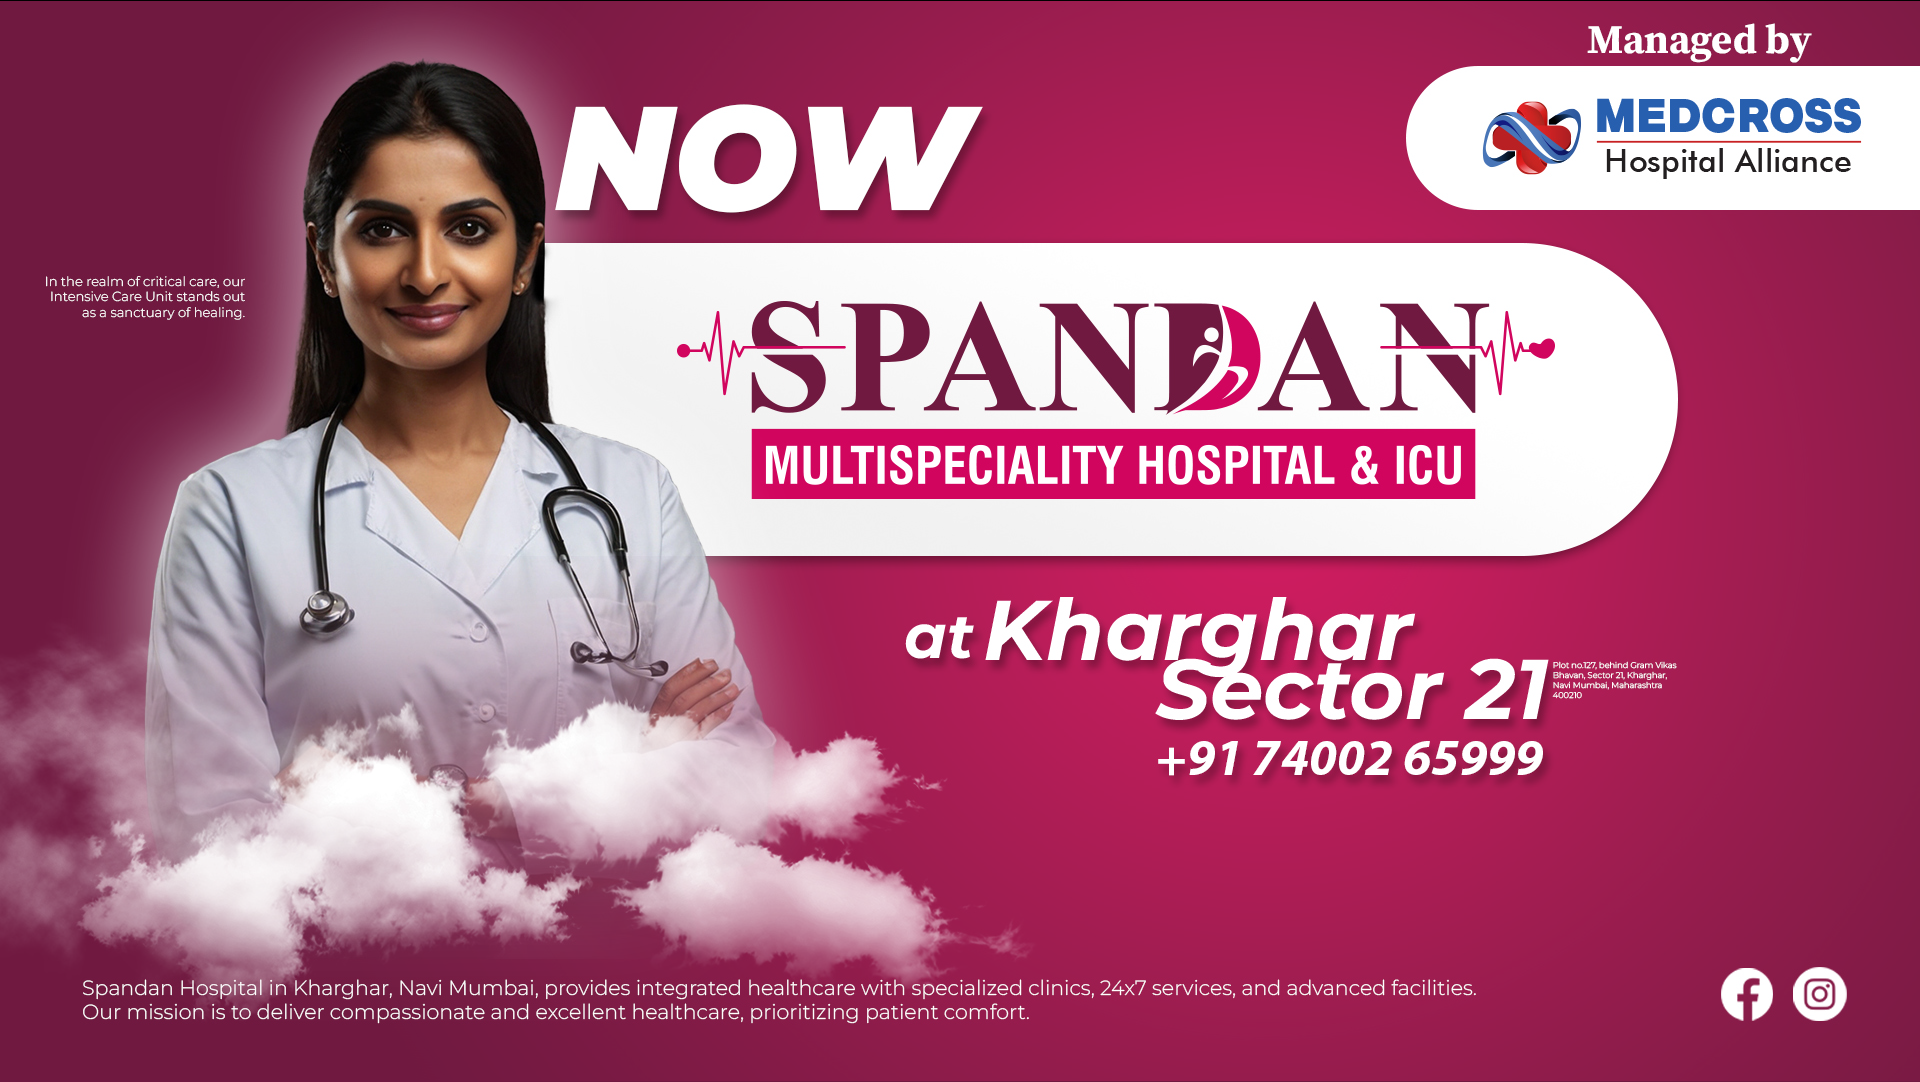 Managed by
MEDCROSS
Hospital Alliance
NOW
In the realm of critical care, our
Intensive Care Unit stands out
as a sanctuary of healing.
SPANDAN
MULTISPECIALITY HOSPITAL & ICU
at Kharghar
Sector 21
Plot no.127, behind Gram Vikas
Bhavan, Sector 21, Kharghar,
Navi Mumbai, Maharashtra
400210
+91 74002 65999
Spandan Hospital in Kharghar, Navi Mumbai, provides integrated healthcare with specialized clinics, 24x7 services, and advanced facilities.
Our mission is to deliver compassionate and excellent healthcare, prioritizing patient comfort.